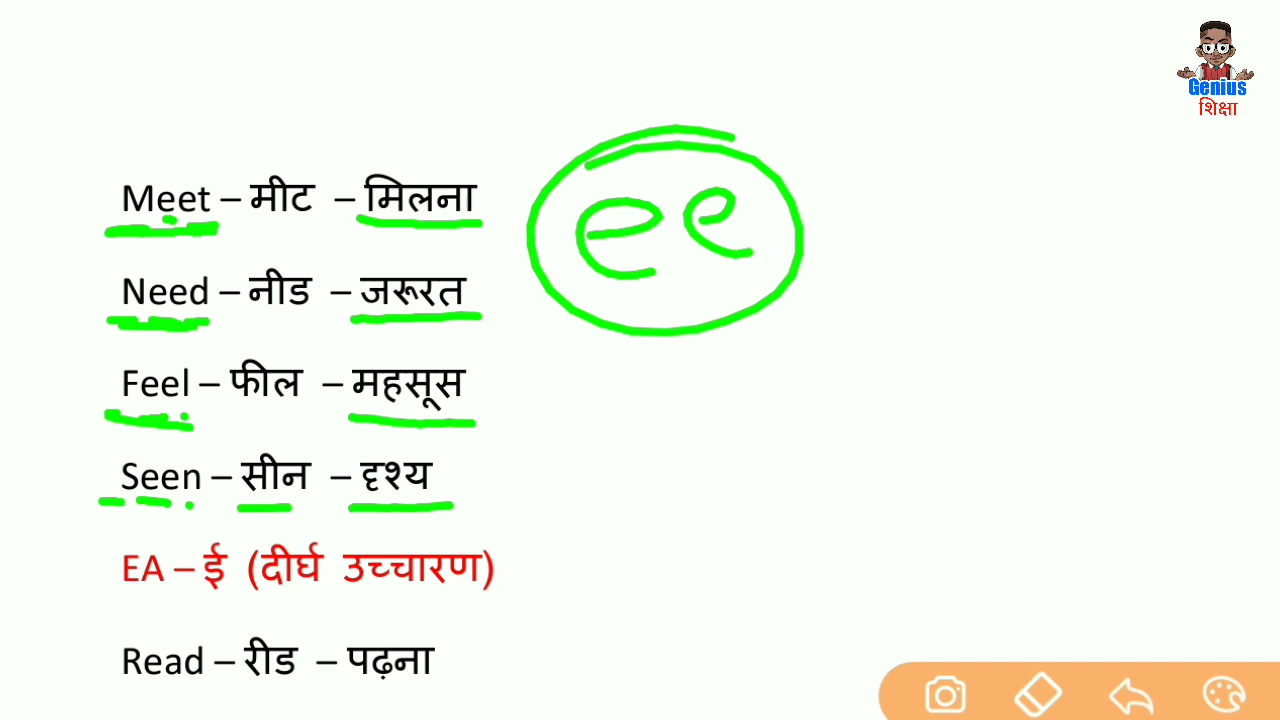 Genius
शिक्षा
ee
Meet – मीट – मिलना
Need – नीड – जरूरत
Feel – फील – महसूस
Seen – सीन – दृश्य
EA – ई (दीर्घ उच्चारण)
Read – रीड – पढ़ना